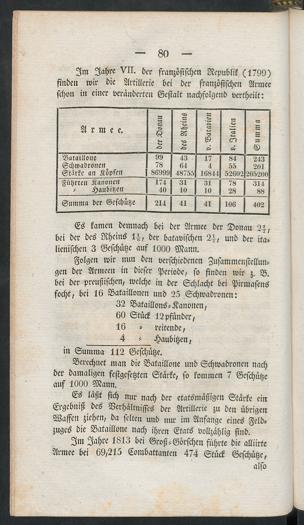 — 80 —
Im Jahre VII. der französischen Republik (1799)
finden wir die Artillerie bei der französischen Armee
schon in einer veränderten Gestalt nachfolgend vertheilt:
Armee. der Donau des Rheins v. Batavien v. Italien Summa
Bataillons 99 43 17 84 243
Schwadronen 78 64 4 55 201
Stärke an Köpfen 86999 48755 16844 52602 205200
Führten Kanonen 174 31 31 78 314
" Haubitzen 40 10 10 28 88
Summa der Geschütze 214 41 41 106 402
Es kamen demnach bei der Armee der Donau
bei der des Rheins der batavischen und der ita-
lienischen 3 Geschütz auf 1000 Mann.
Folgen wir nun den verschiedenen Zusammenstellun-
gen der Armeen in dieser Periode, so finden wir z. B.
bei der preußischen, welche in der Schlacht bei Pirmasens
focht, bei 16 Bataillonen und 25 Schwadronen:
32 Bataillons-Kanonen,
60 Stück 12pfünder,
16 " reitende,
4 " Haubitzen,
in Summa 112 Geschütze.
Berechnet man die Bataillone und Schwadronen nach
der damaligen festgesetzten Stärke, so kommen 7 Geschütze
auf 1000 Mann.
Es läßt sich nur nach der etatsmäßigen Stärke ein
Ergebniß des Verhältnisses der Artillerie zu den übrigen
Waffen ziehen, da selten und nur im Anfange eines Feld-
zuges die Bataillone nach ihren Etats vollzählig sind.
Im Jahre 1813 bei Groß-Görschen führte die alliirte
Armee bei 69,215 Combattanten 474 Stück Geschütze,
also